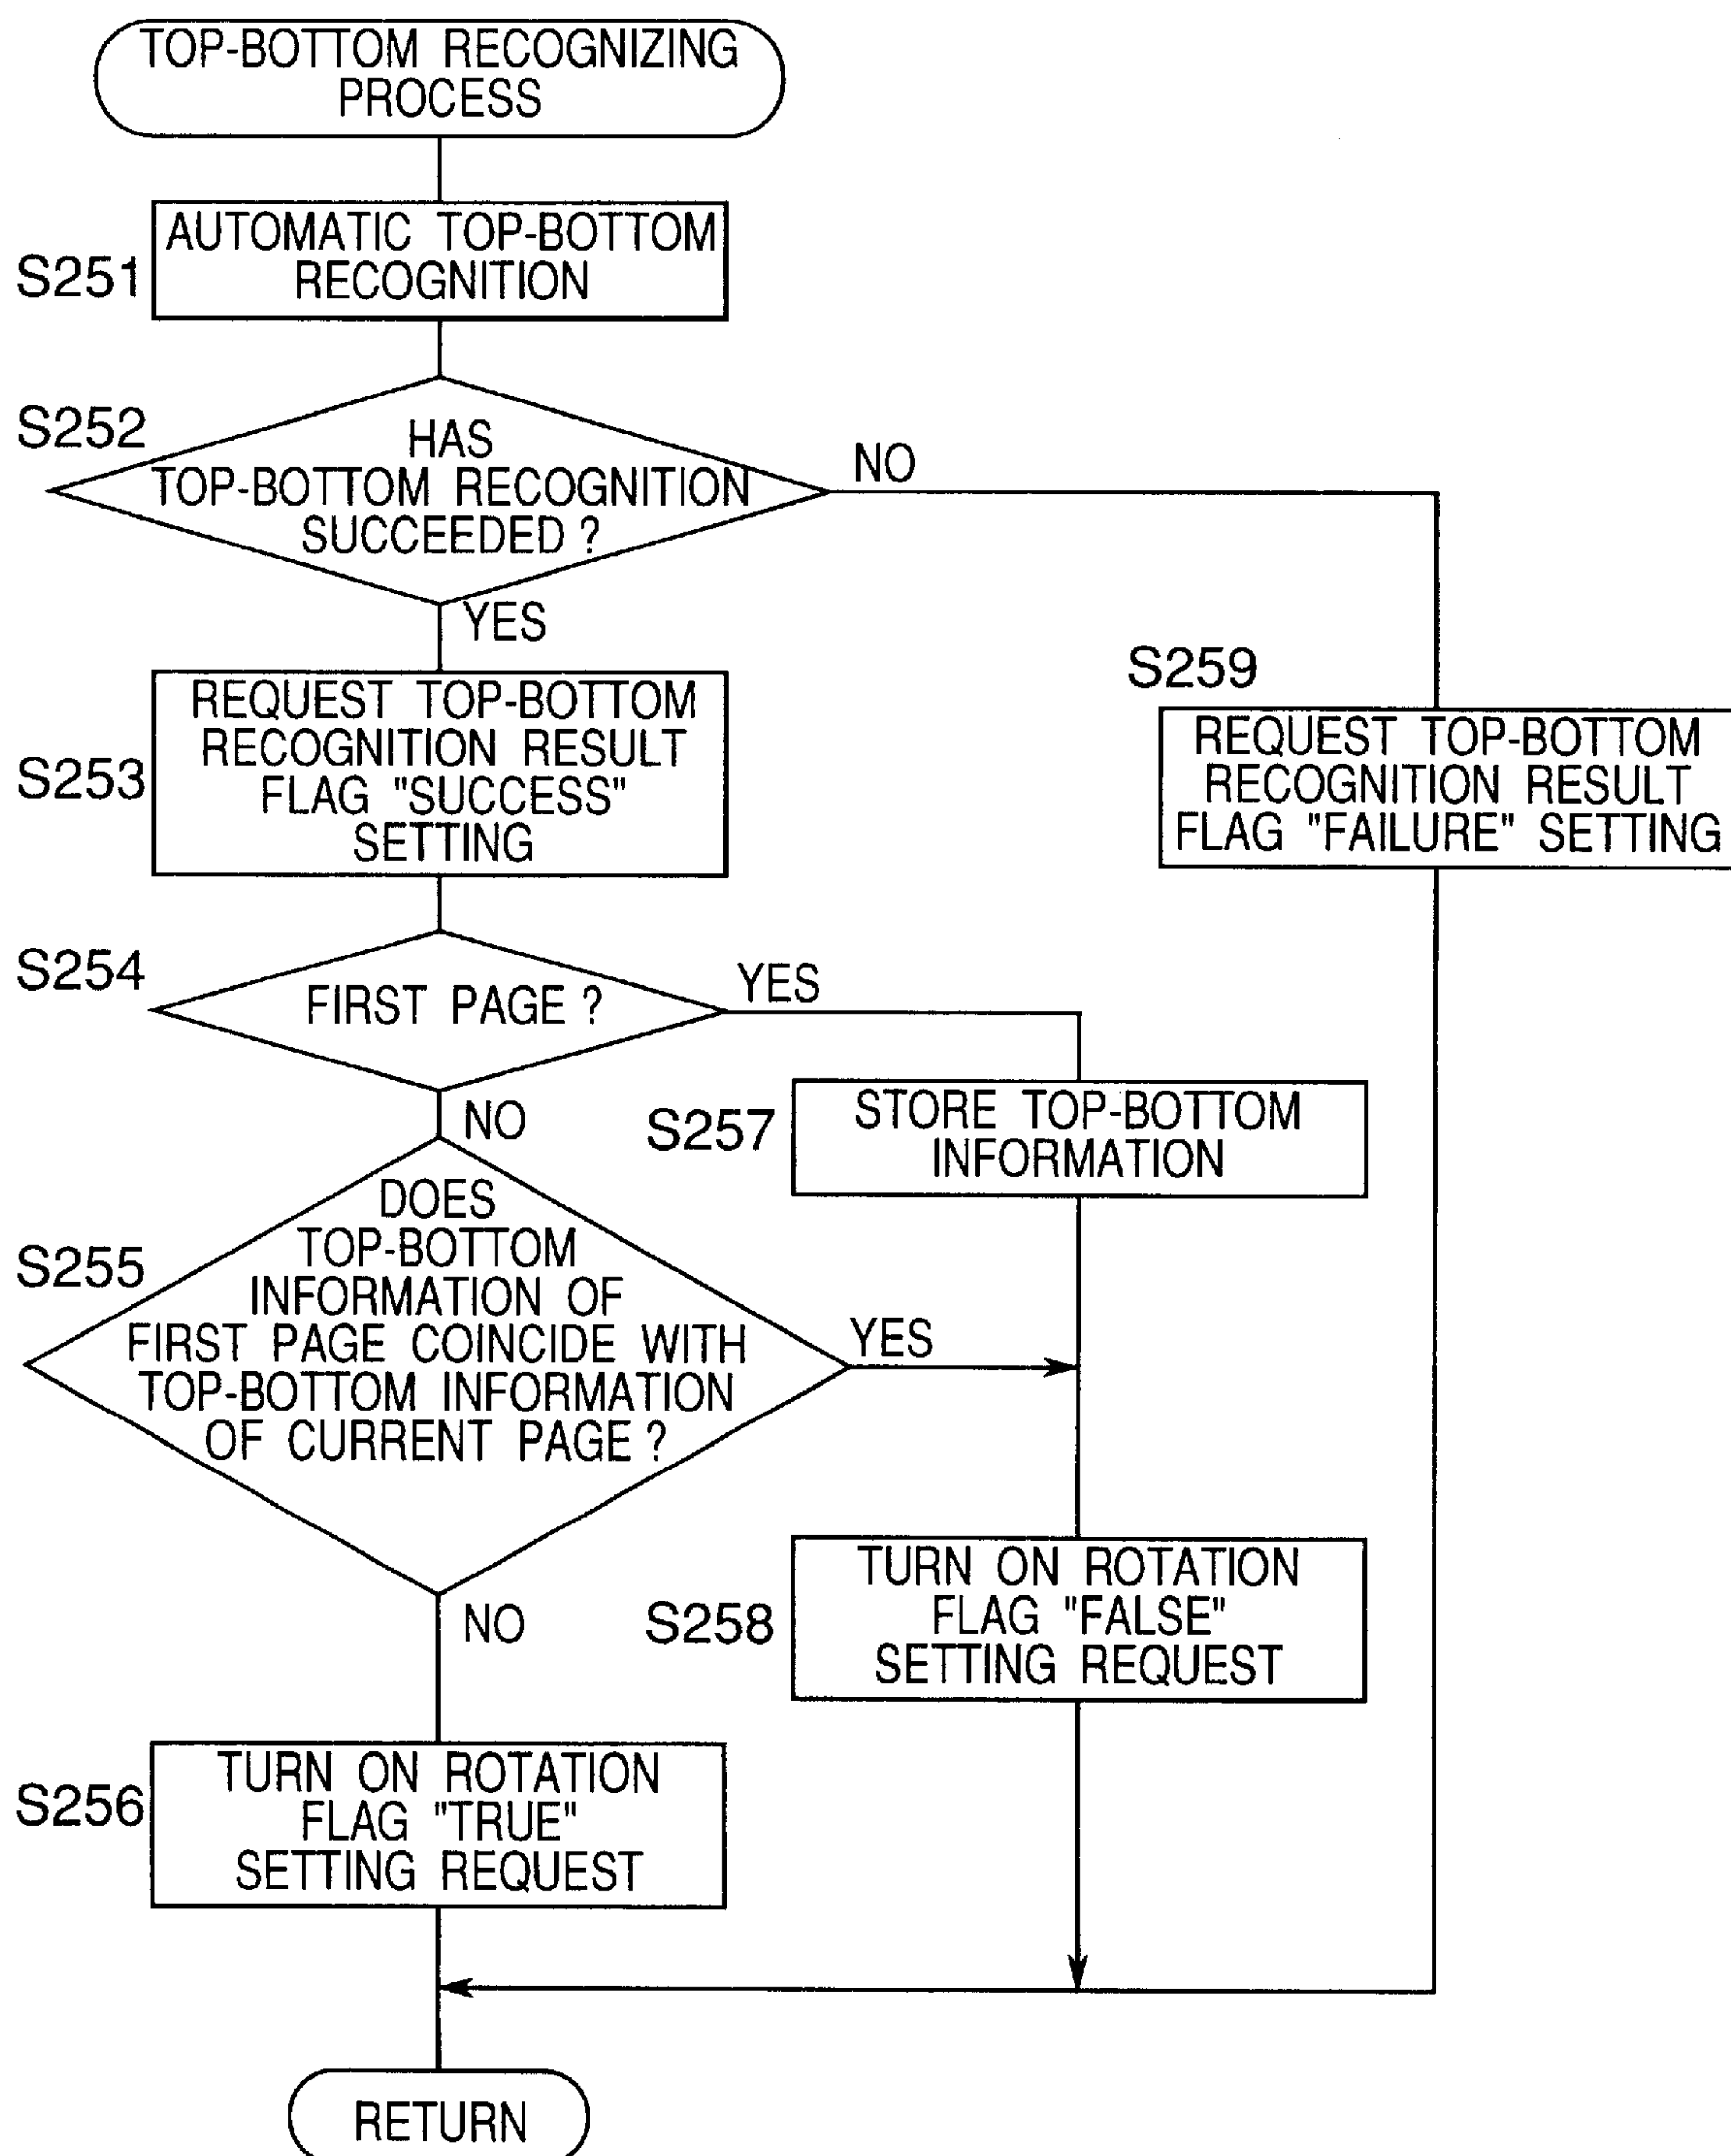 TOP-BOTTOM RECOGNIZING
PROCESS
S251
AUTOMATIC TOP-BOTTOM
RECOGNITION
S252
HAS
TOP-BOTTOM RECOGNITION
SUCCEEDED ?
NO
YES
S253
REQUEST TOP-BOTTOM
RECOGNITION RESULT
FLAG "SUCCESS"
SETTING
S259
REQUEST TOP-BOTTOM
RECOGNITION RESULT
FLAG "FAILURE" SETTING
S254
FIRST PAGE ?
YES
NO
S257
STORE TOP-BOTTOM
INFORMATION
S255
DOES
TOP-BOTTOM
INFORMATION OF
FIRST PAGE COINCIDE WITH
TOP-BOTTOM INFORMATION
OF CURRENT PAGE ?
YES
NO
S258
TURN ON ROTATION
FLAG "FALSE"
SETTING REQUEST
S256
TURN ON ROTATION
FLAG "TRUE"
SETTING REQUEST
RETURN